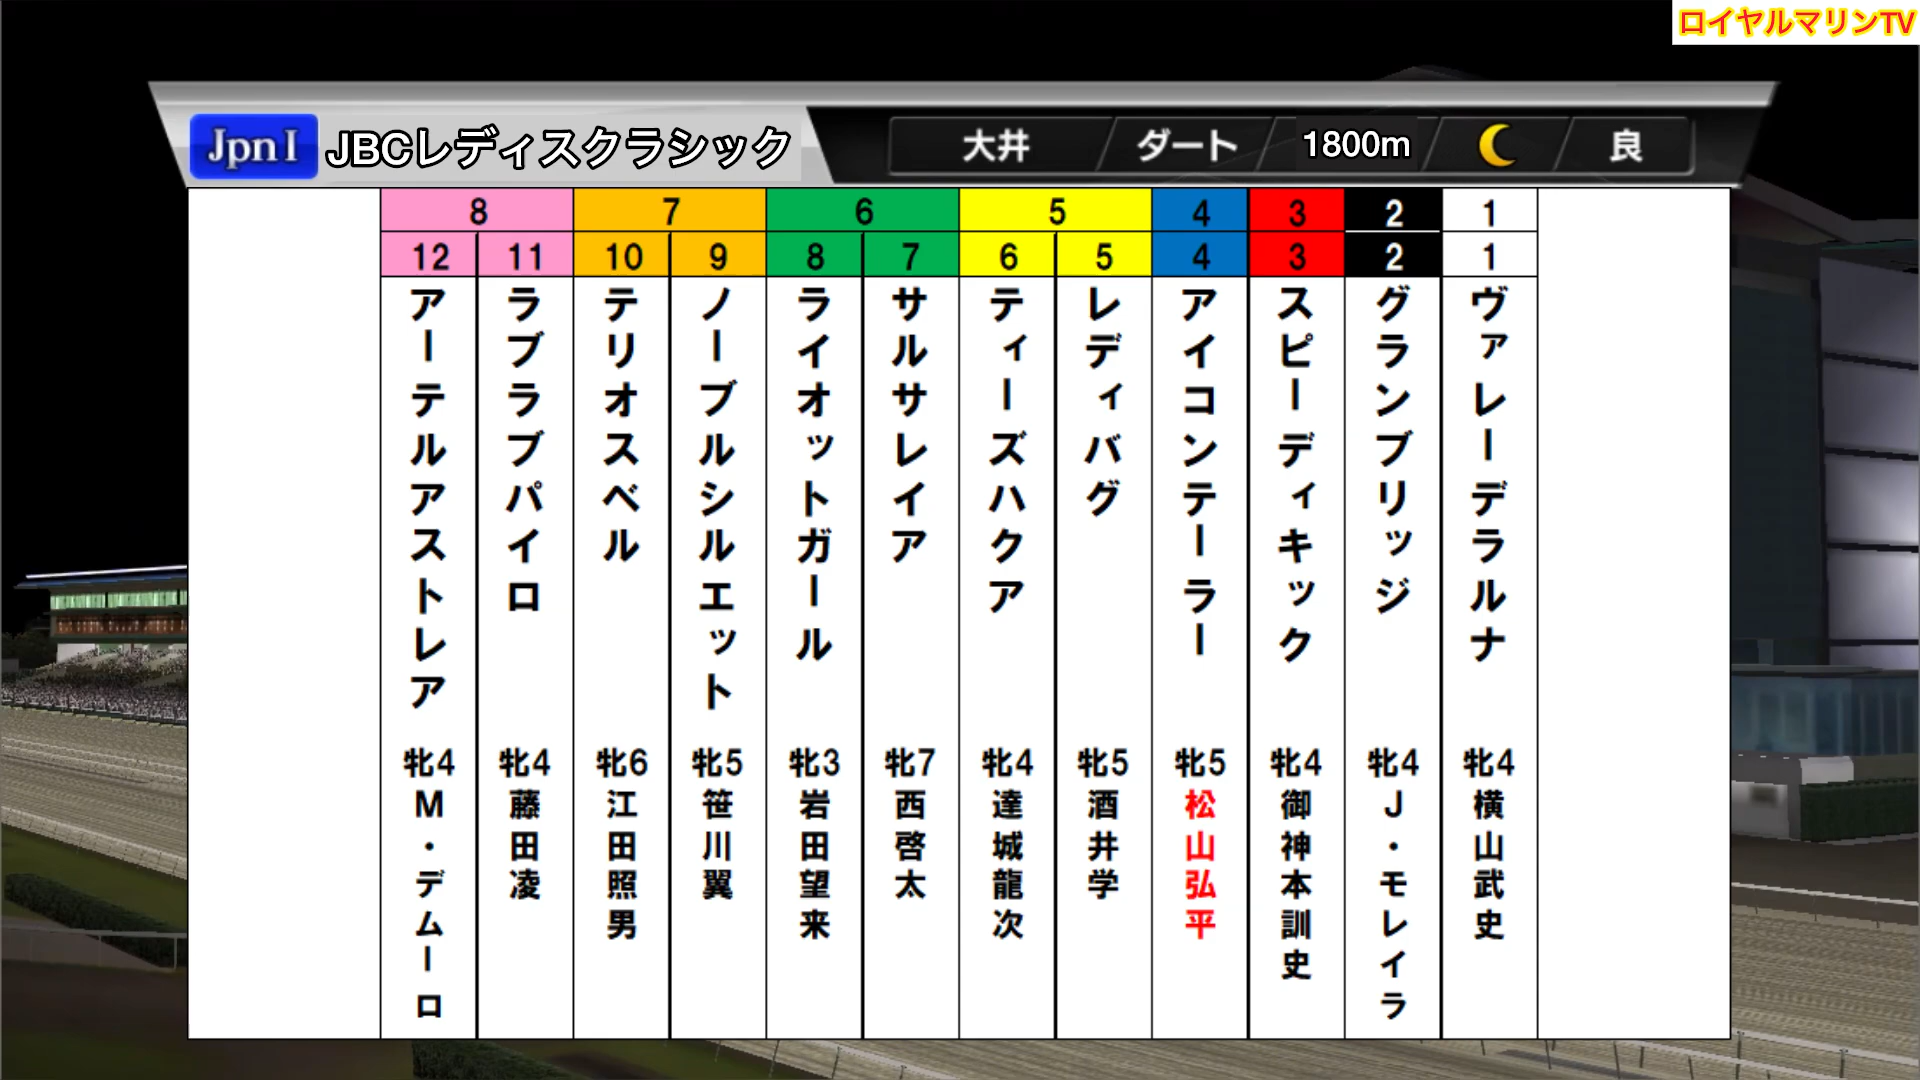 ロイヤルマリンTV
JpnI JBCレディスクラシック 大井 ダート 1800m 良
8 7 6 5 4 3 2 1
12 11 10 9 8 7 6 5 4 3 2 1
ヴァレーデラルナ 牝4 横山武史
グランブリッジ 牝4 J・モレイラ
スピーディキック 牝4 御神本訓史
アイコンテーラー 牝5 松山弘平
レディバグ 牝5 酒井学
ティーズハクア 牝4 達城龍次
サルサレイア 牝7 西啓太
ライオットガール 牝3 岩田望来
ノーブルシルエット 牝5 笹川翼
テリオスベル 牝6 江田照男
ラブラブパイロ 牝4 藤田凌
アーテルアストレア 牝4 M・デムーロ